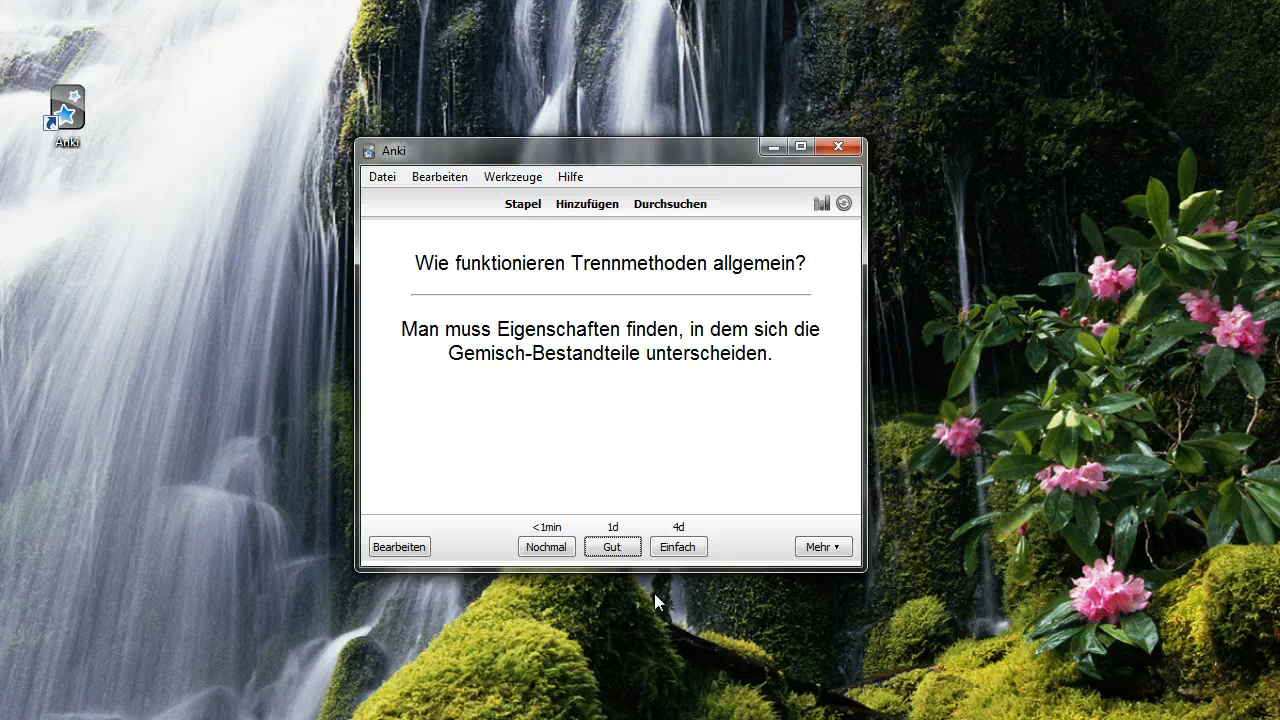 Anki
Anki
Datei Bearbeiten Werkzeuge Hilfe
Stapel Hinzufügen Durchsuchen
Wie funktionieren Trennmethoden allgemein?
Man muss Eigenschaften finden, in dem sich die
Gemisch-Bestandteile unterscheiden.
<1min 1d 4d
Bearbeiten Nochmal Gut Einfach Mehr ▾